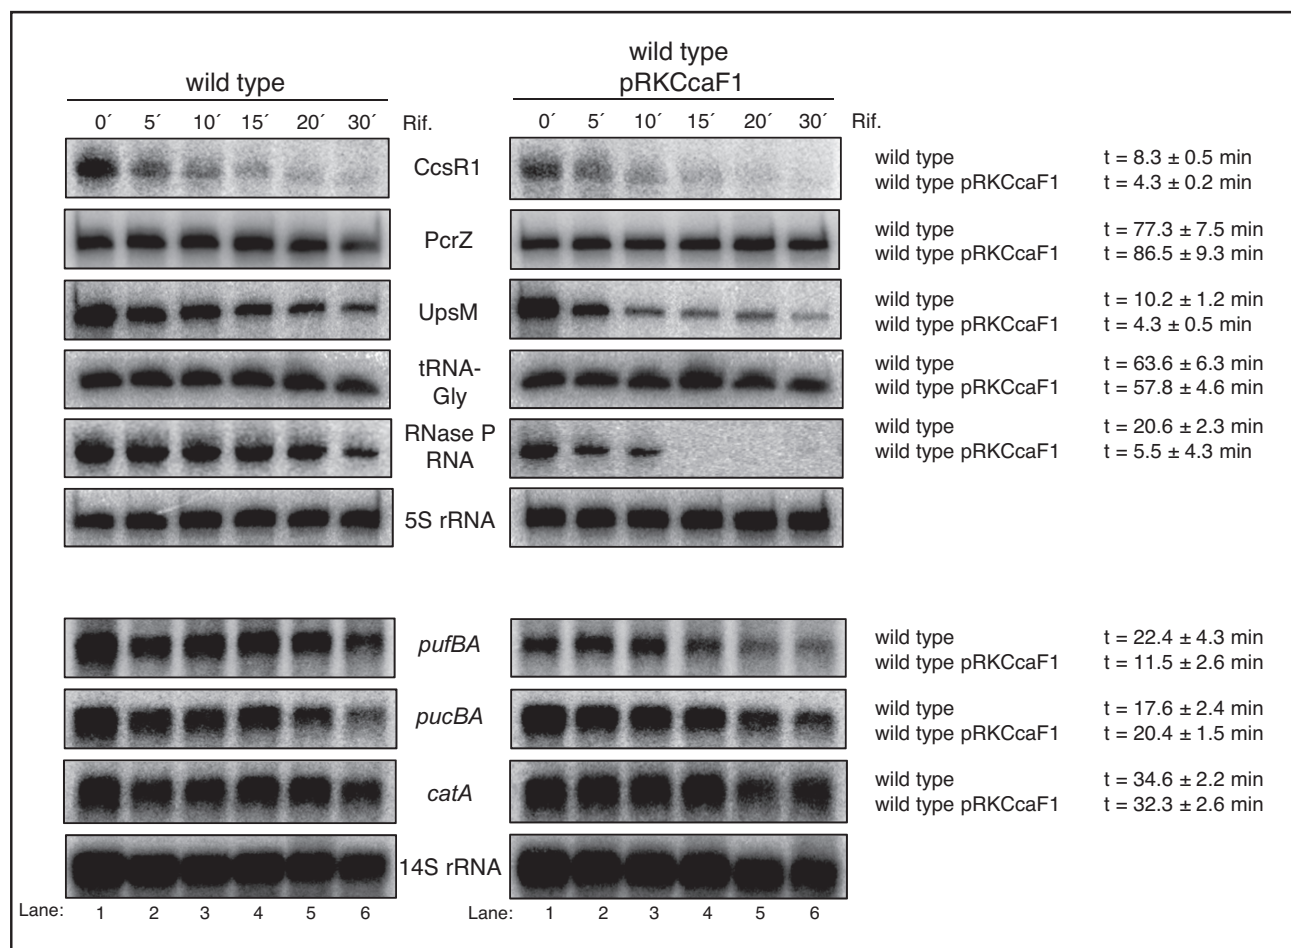 wild type
wild type
pRKCcaF1
0´ 5´ 10´ 15´ 20´ 30´ Rif.
0´ 5´ 10´ 15´ 20´ 30´ Rif.
CcsR1
wild type t = 8.3 ± 0.5 min
wild type pRKCcaF1 t = 4.3 ± 0.2 min
PcrZ
wild type t = 77.3 ± 7.5 min
wild type pRKCcaF1 t = 86.5 ± 9.3 min
UpsM
wild type t = 10.2 ± 1.2 min
wild type pRKCcaF1 t = 4.3 ± 0.5 min
tRNA-
Gly
wild type t = 63.6 ± 6.3 min
wild type pRKCcaF1 t = 57.8 ± 4.6 min
RNase P
RNA
wild type t = 20.6 ± 2.3 min
wild type pRKCcaF1 t = 5.5 ± 4.3 min
5S rRNA
pufBA
wild type t = 22.4 ± 4.3 min
wild type pRKCcaF1 t = 11.5 ± 2.6 min
pucBA
wild type t = 17.6 ± 2.4 min
wild type pRKCcaF1 t = 20.4 ± 1.5 min
catA
wild type t = 34.6 ± 2.2 min
wild type pRKCcaF1 t = 32.3 ± 2.6 min
14S rRNA
Lane: 1 2 3 4 5 6
Lane: 1 2 3 4 5 6